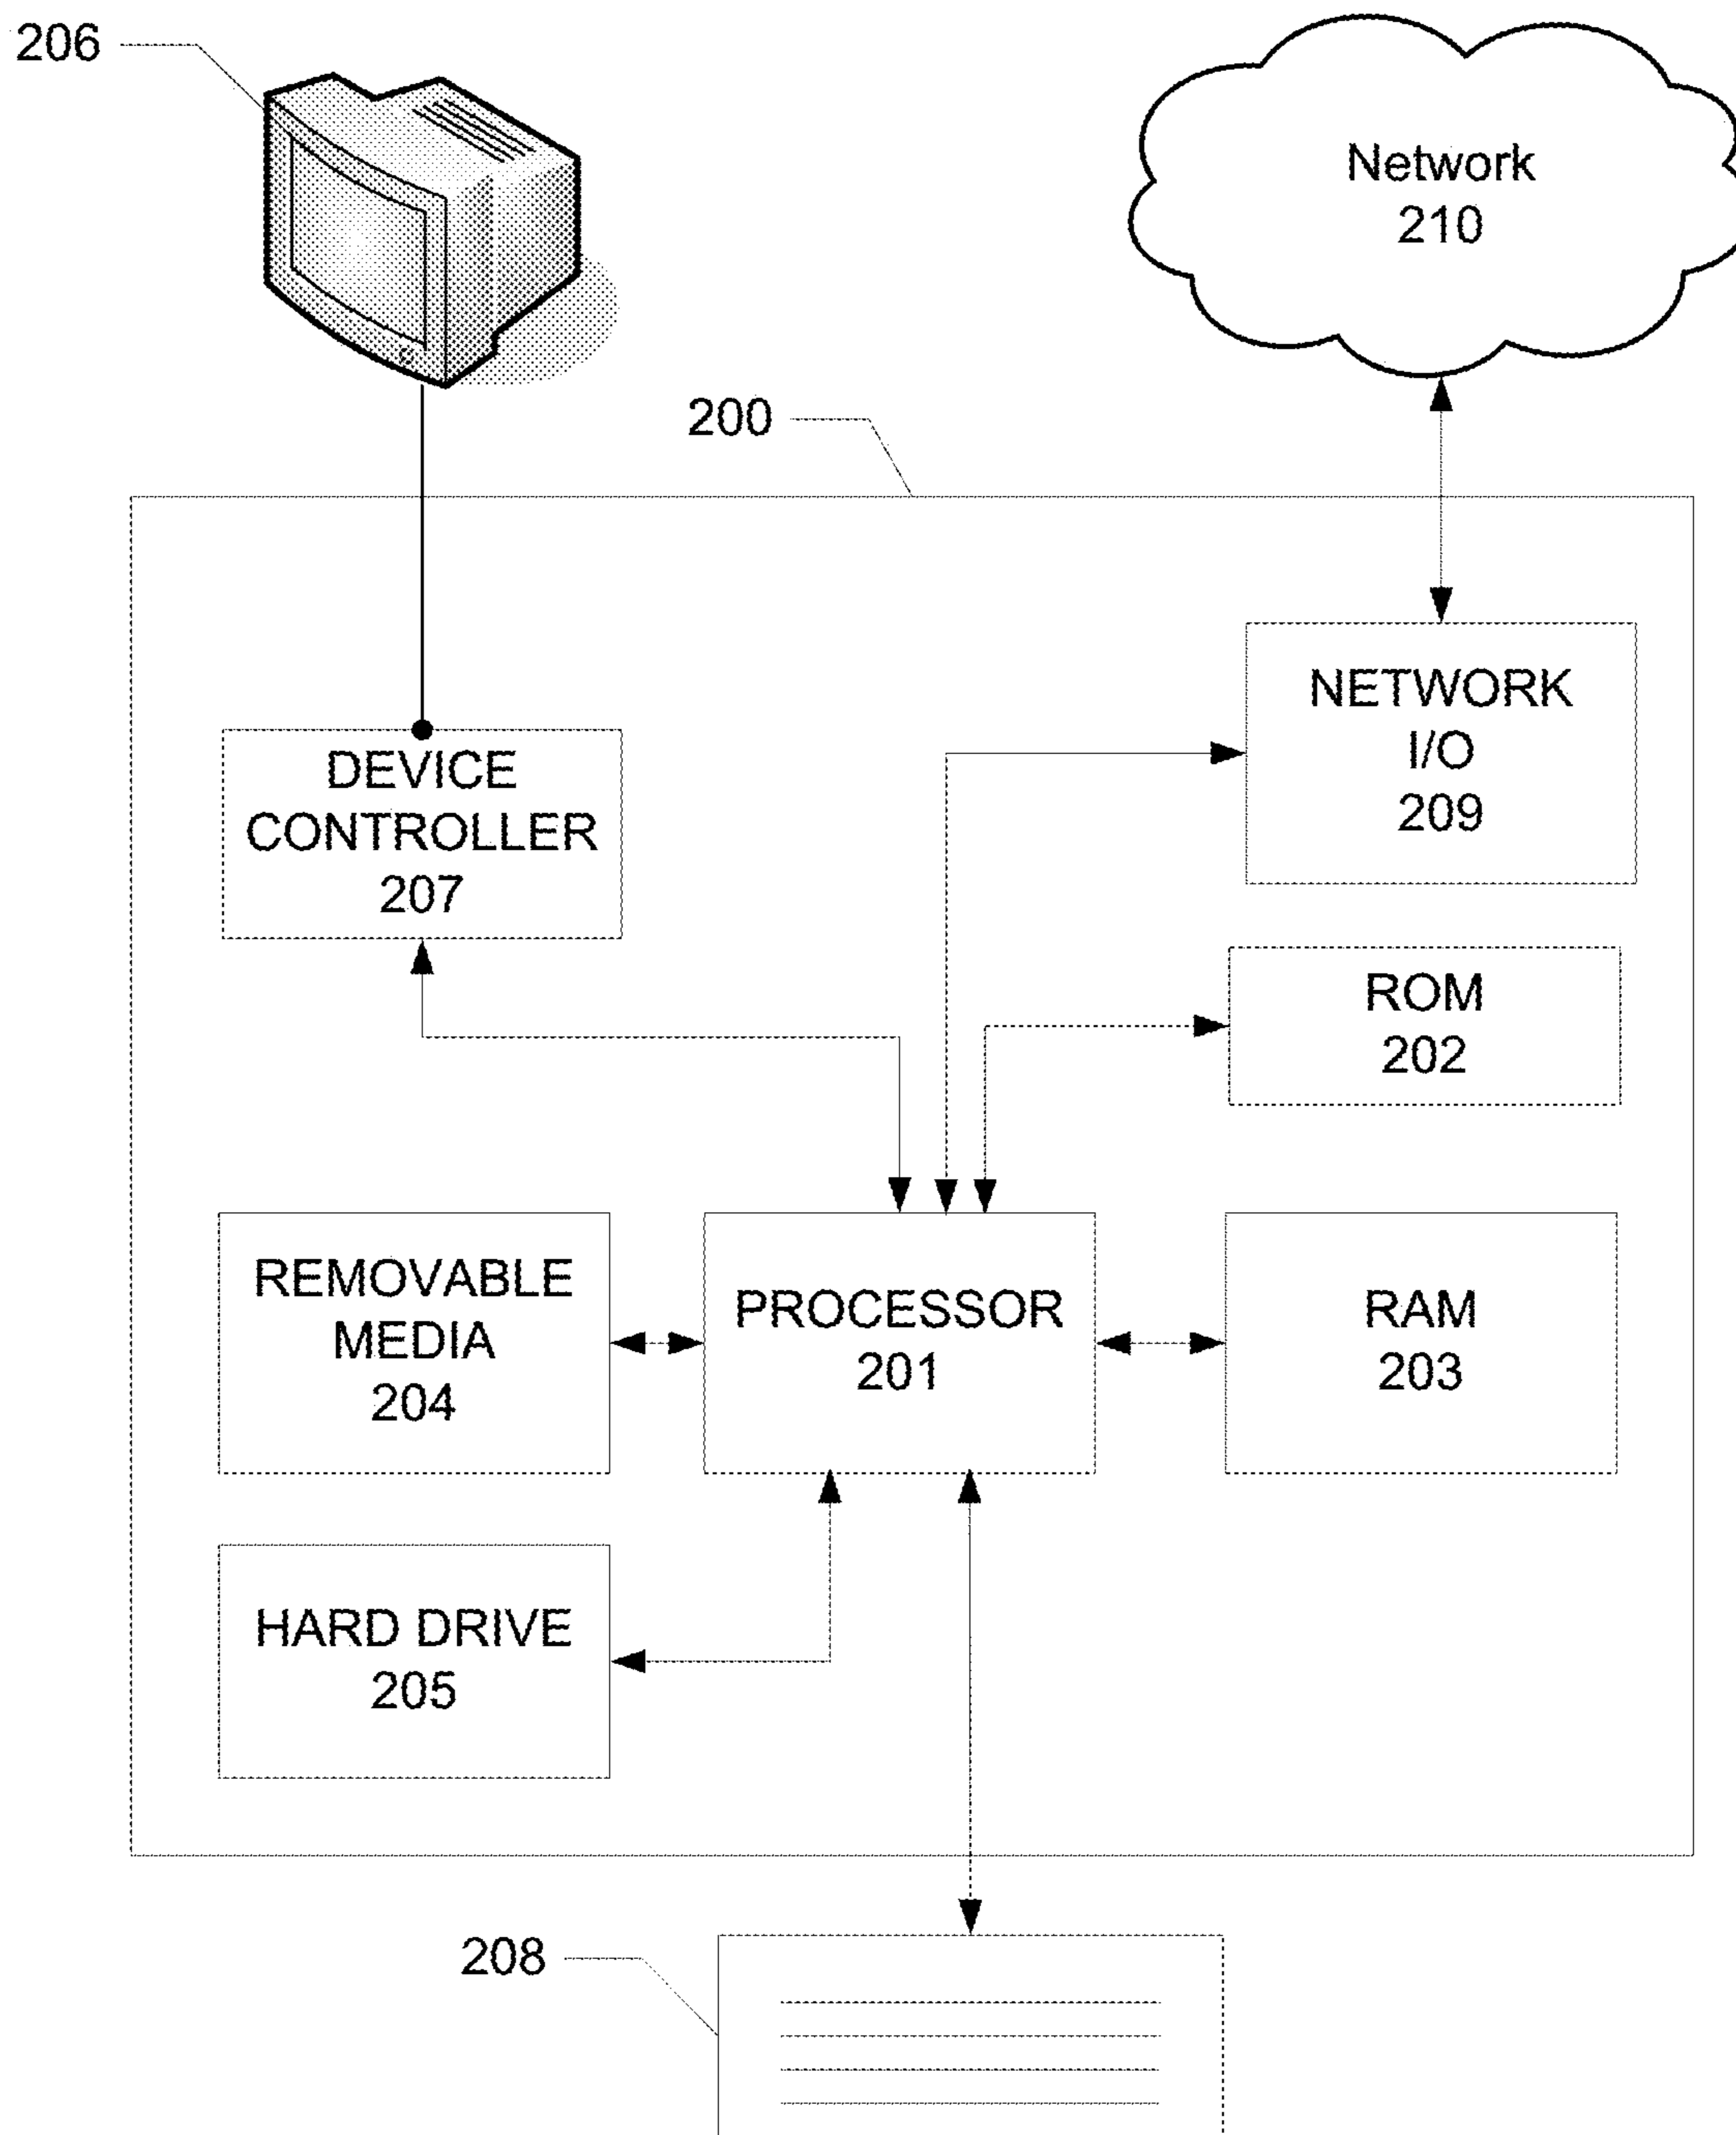 206
Network
210
200
NETWORK
I/O
209
DEVICE
CONTROLLER
207
ROM
202
REMOVABLE
MEDIA
204
PROCESSOR
201
RAM
203
HARD DRIVE
205
208